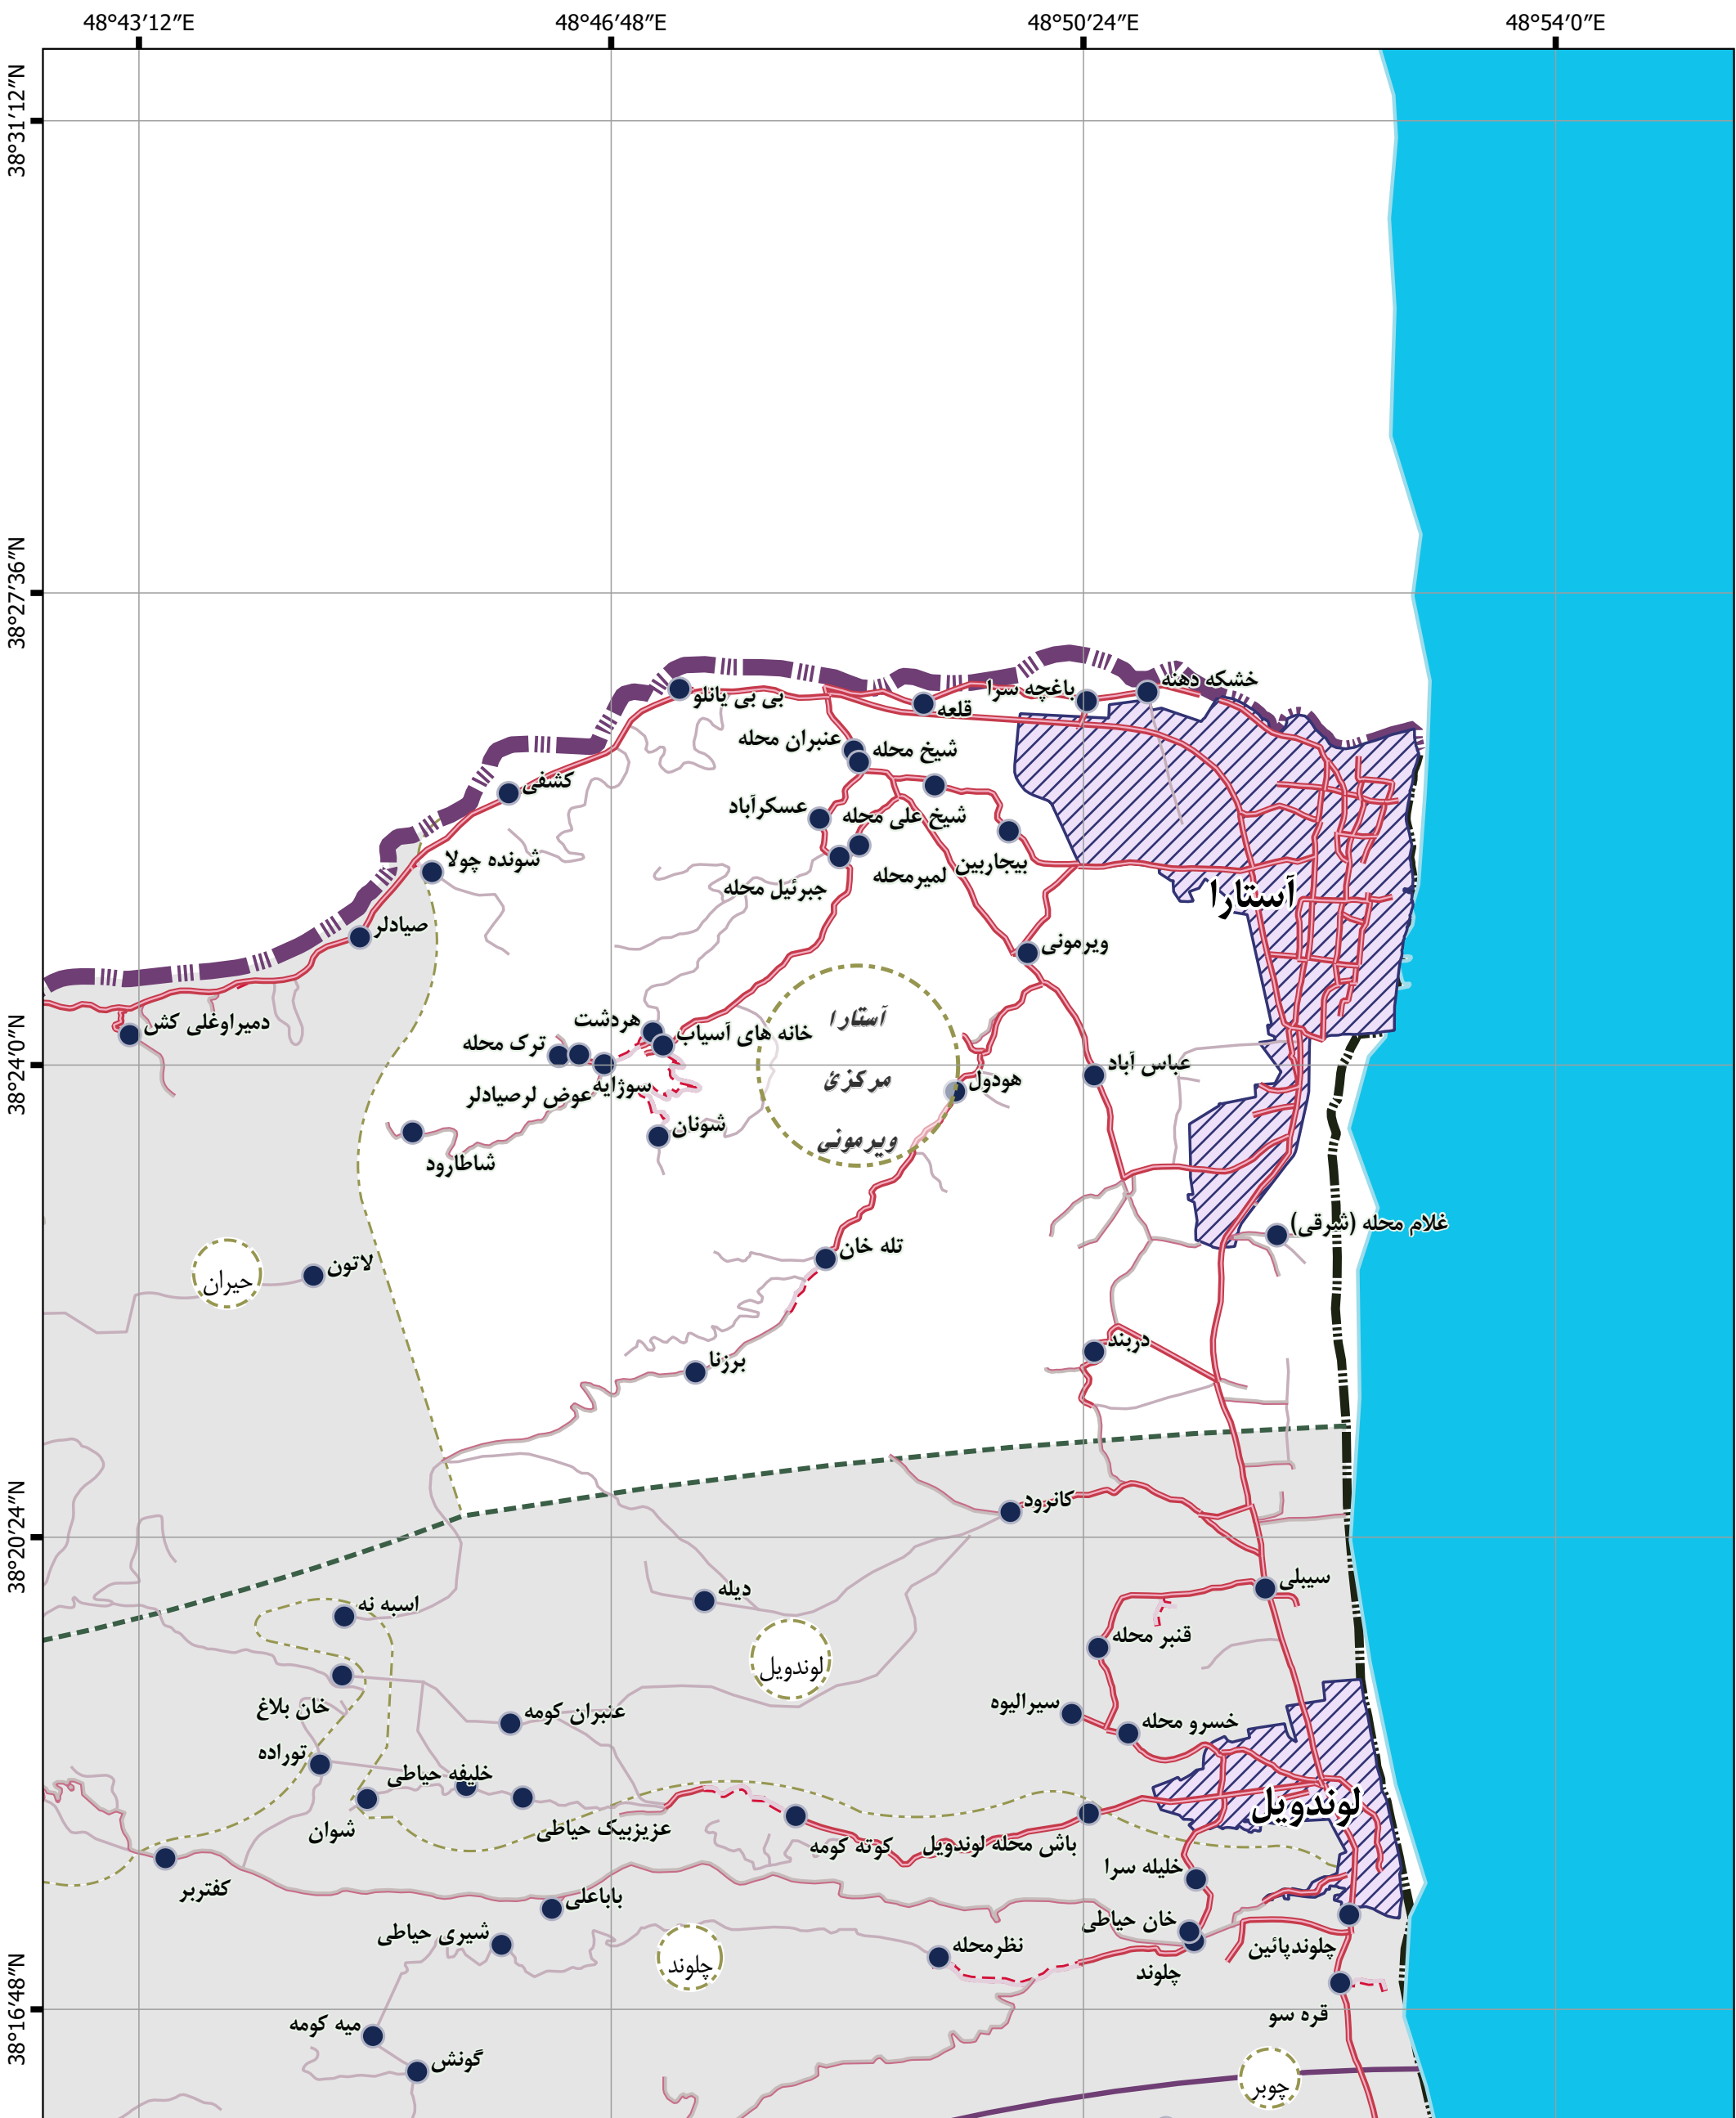 48°43′12″E
48°46′48″E
48°50′24″E
48°54′0″E
38°31′12″N
38°27′36″N
38°24′0″N
38°20′24″N
38°16′48″N
خشکه دهنه
باغچه سرا
بی بی یانلو
قلعه
عنبران محله
شیخ محله
کشفی
عسکرآباد
شیخ علی محله
شونده چولا
بیجاربین
لمیرمحله
جبرئیل محله
آستارا
صیادلر
ویرمونی
دمیراوغلی کش
هردشت
خانه های آسیاب
آستارا
مرکزی
ویرمونی
ترک محله
عباس آباد
هودول
سوزایه
عوض لرصیادلر
شونان
شاطارود
غلام محله (شرقی)
تله خان
لاتون
حیران
دربند
برزنا
کانرود
سیبلی
دیله
اسبه نه
قنبر محله
لوندویل
سیرالیوه
خسرو محله
خان بلاغ
عنبران کومه
توراده
خلیفه حیاطی
لوندویل
شوان
عزیزبیک حیاطی
کوته کومه
باش محله لوندویل
خلیله سرا
کفتربر
باباعلی
خان حیاطی
شیری حیاطی
نظرمحله
چلوندپائین
چلوند
چلوند
قره سو
میه کومه
گونش
چوبر